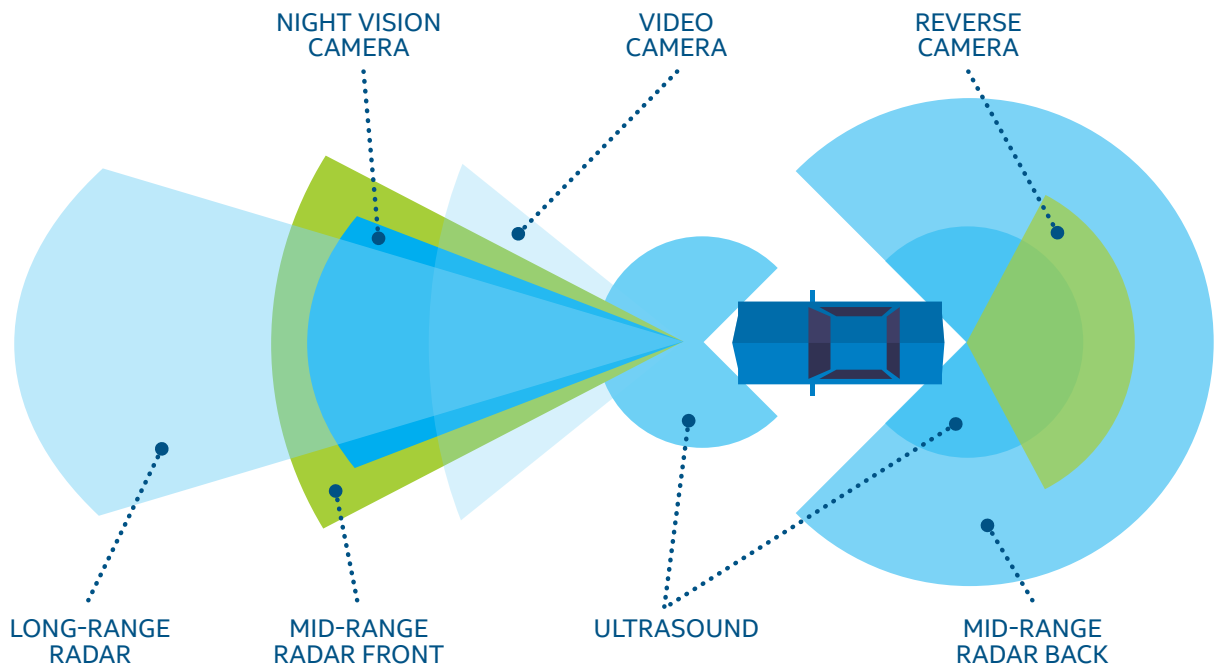 NIGHT VISION
CAMERA
VIDEO
CAMERA
REVERSE
CAMERA
LONG-RANGE
RADAR
MID-RANGE
RADAR FRONT
ULTRASOUND
MID-RANGE
RADAR BACK